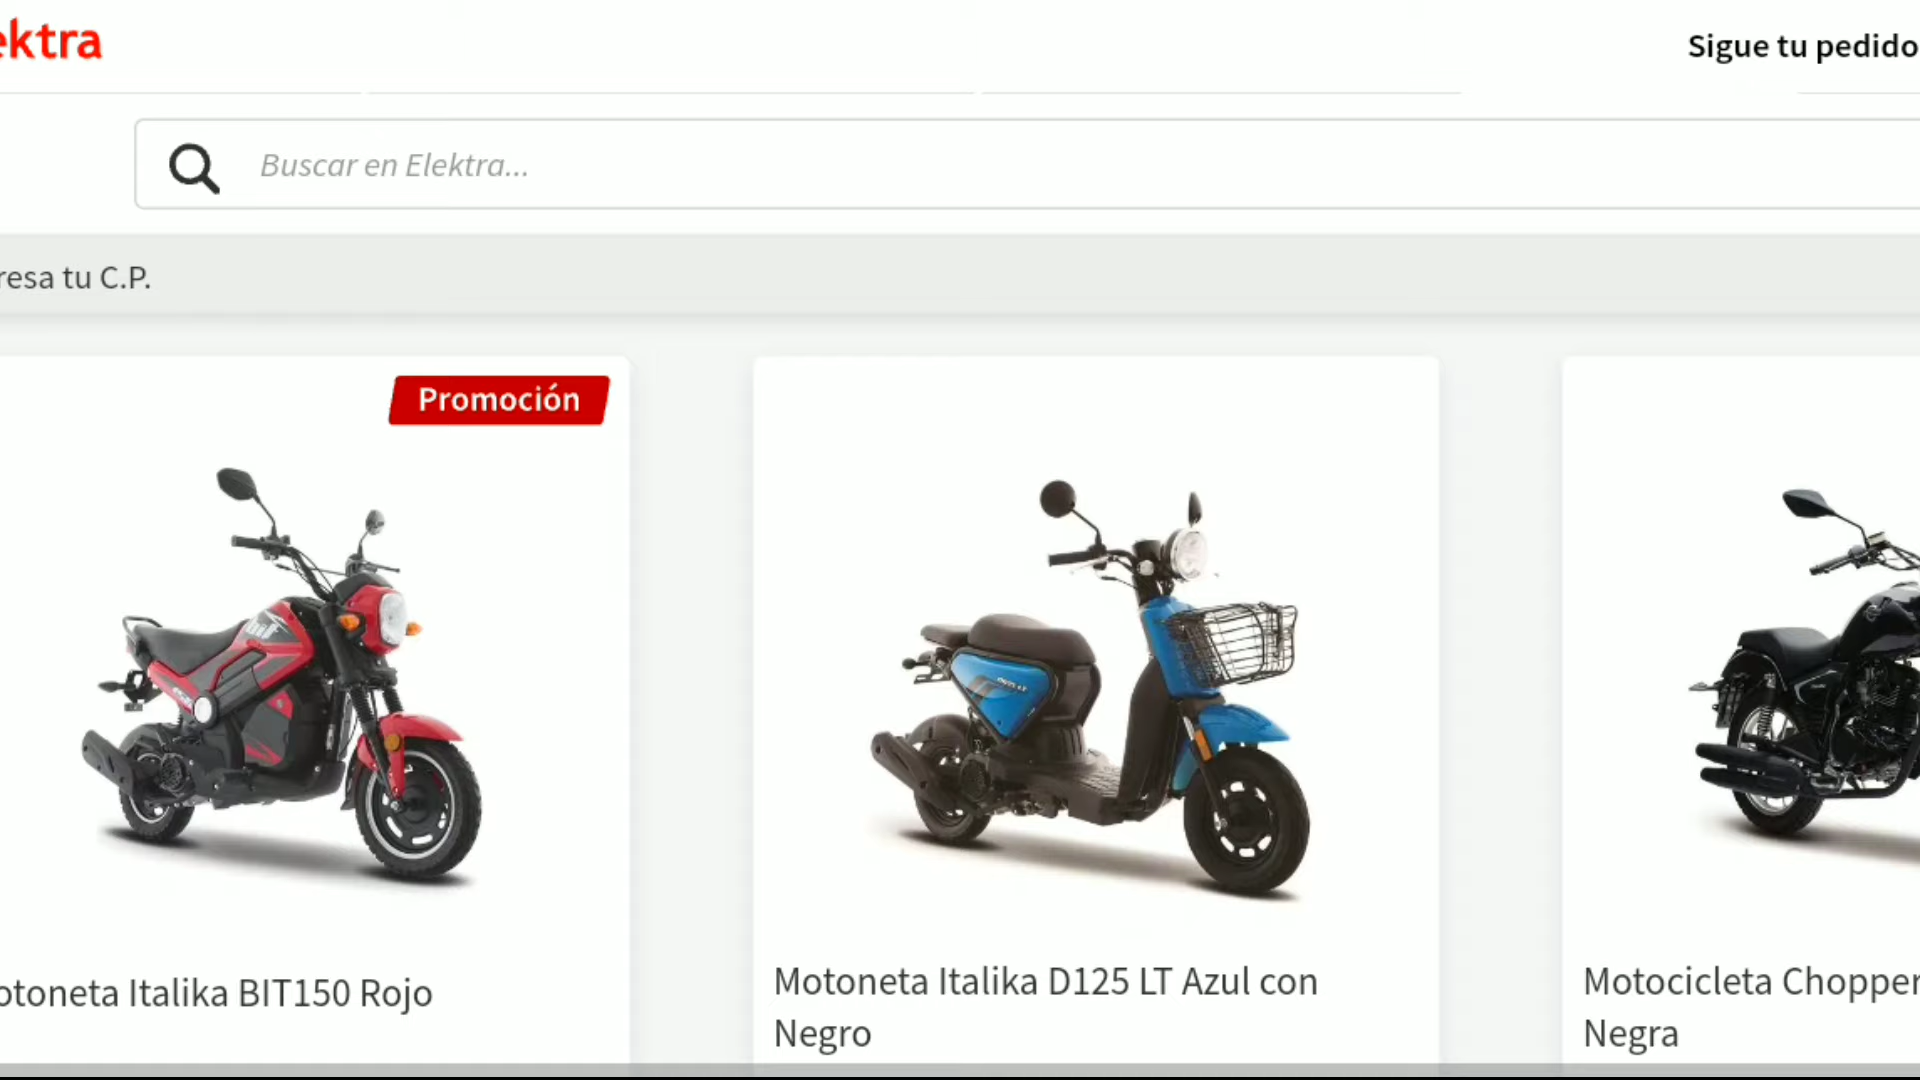 ektra
Sigue tu pedido
Buscar en Elektra...
resa tu C.P.
Promoción
otoneta Italika BIT150 Rojo
Motoneta Italika D125 LT Azul con
Negro
Motocicleta Chopper
Negra
bit